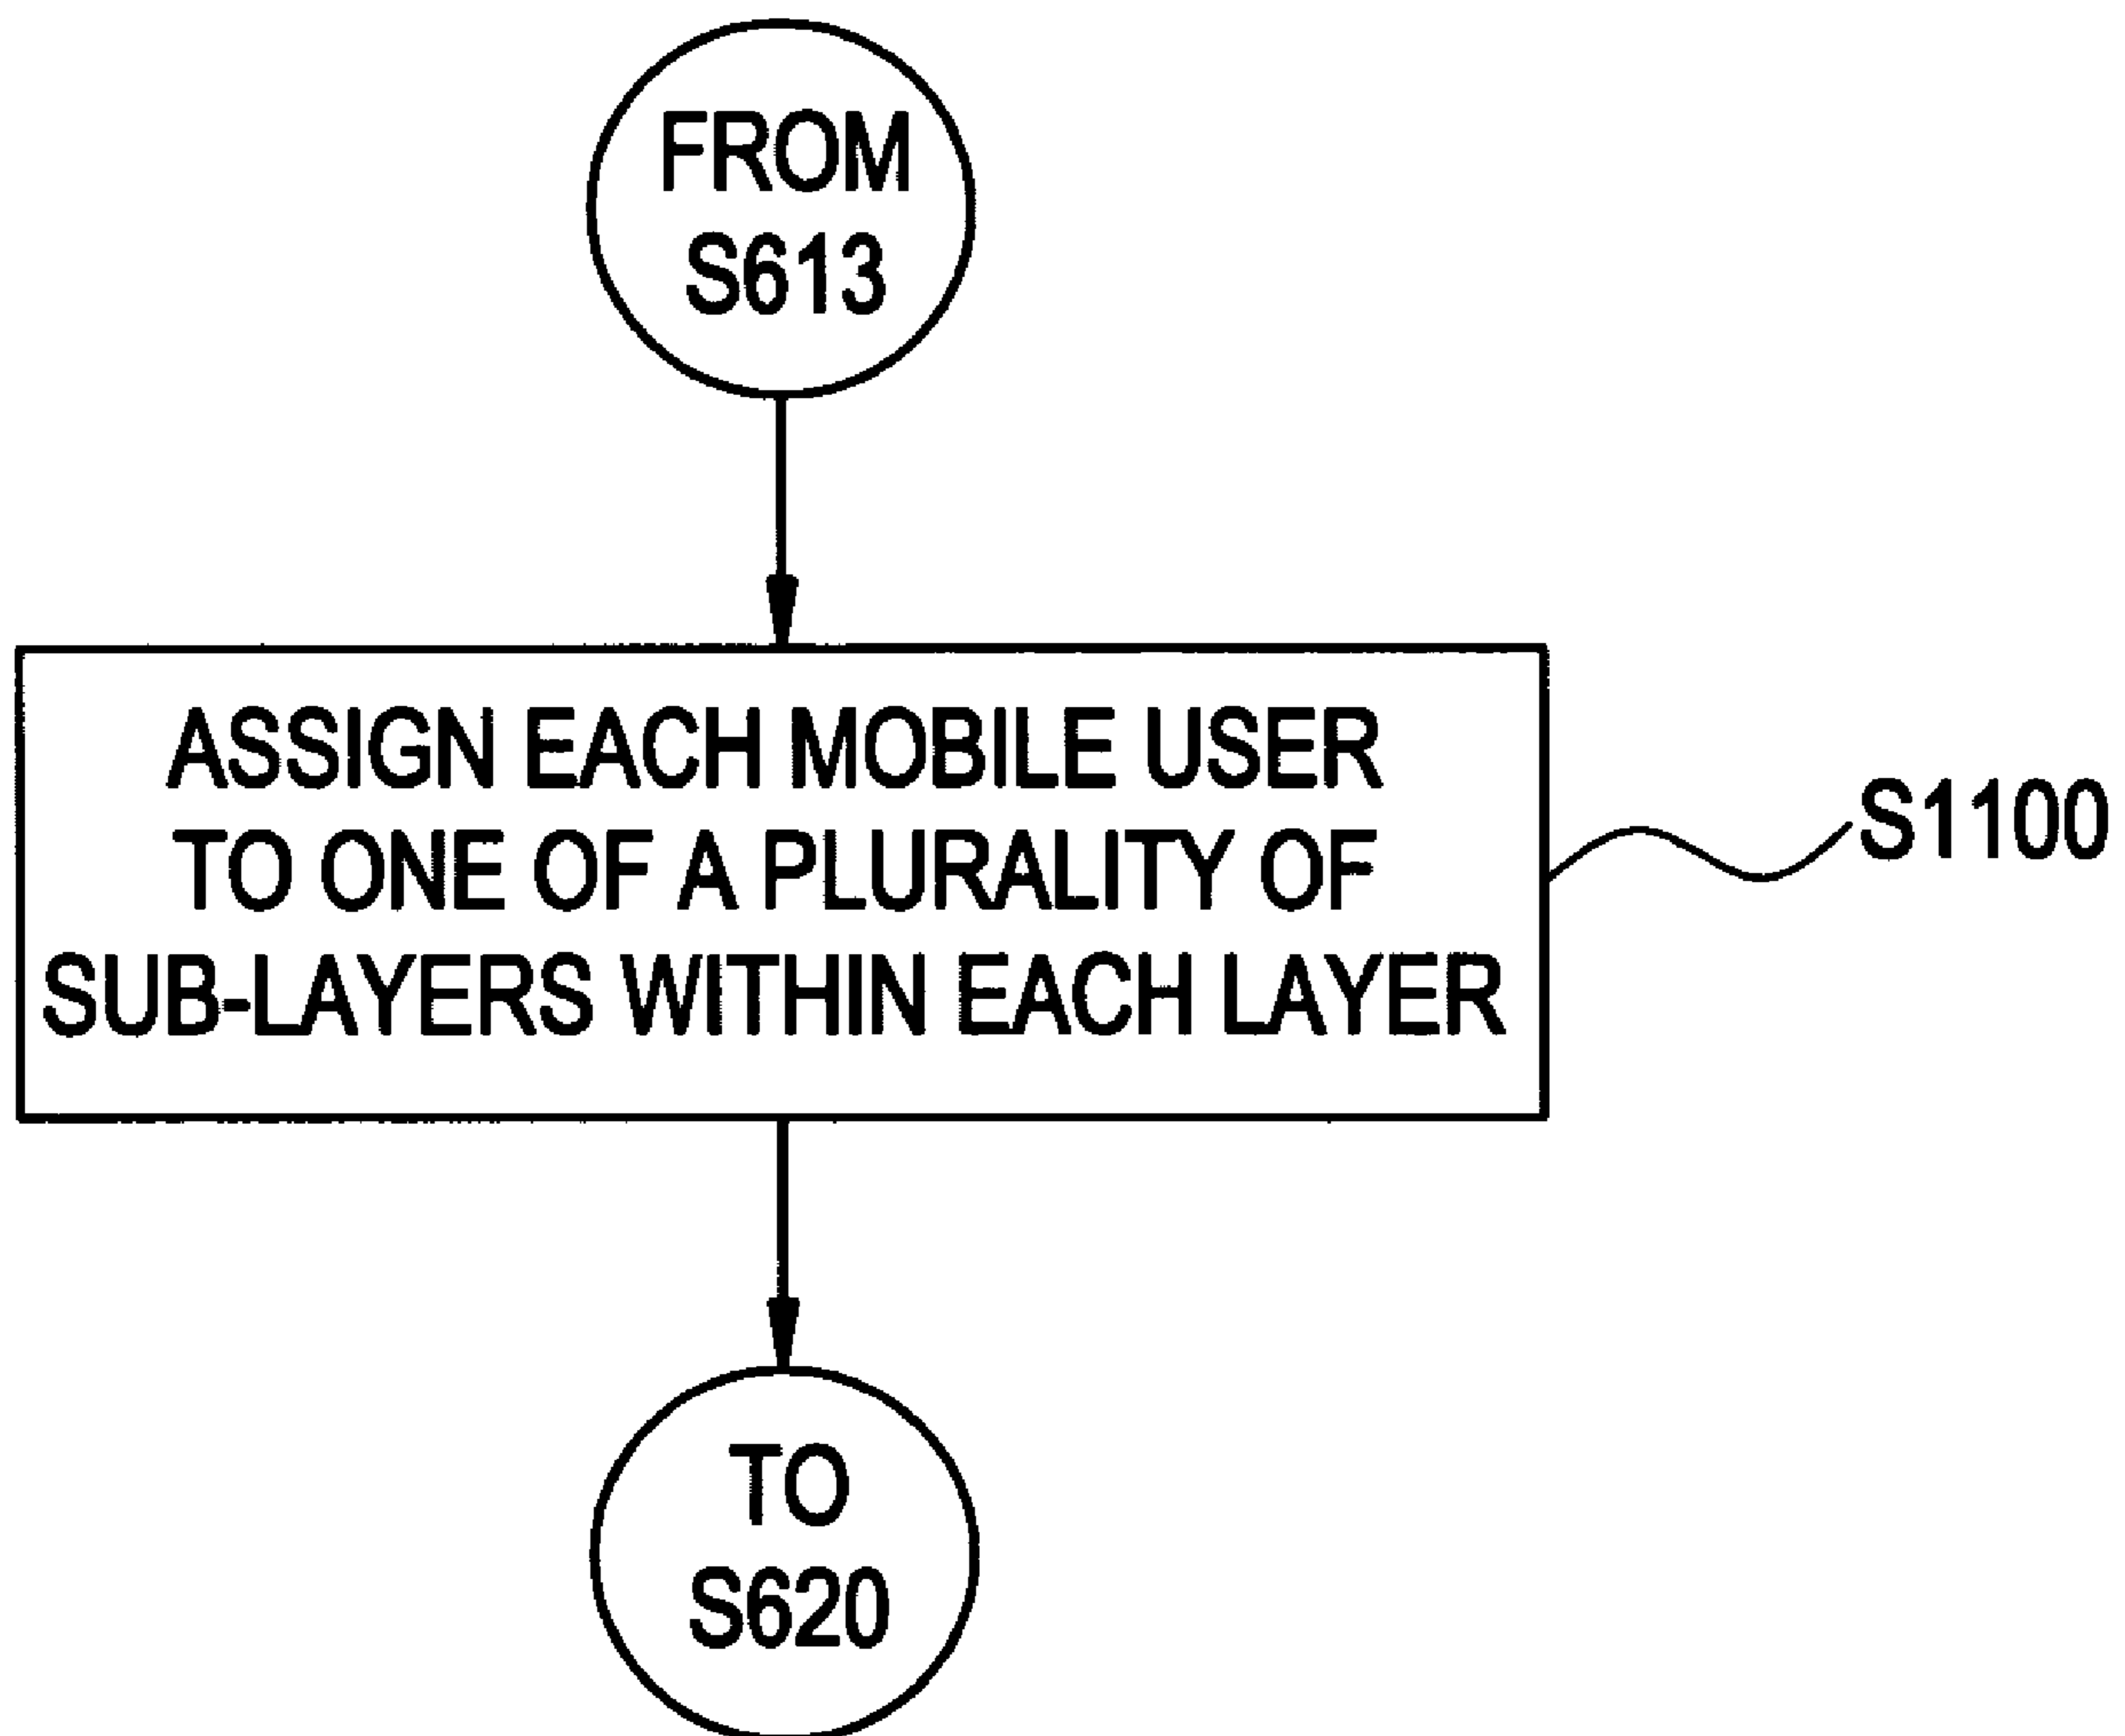 FROM
S613
ASSIGN EACH MOBILE USER
TO ONE OF A PLURALITY OF
SUB-LAYERS WITHIN EACH LAYER
S1100
TO
S620